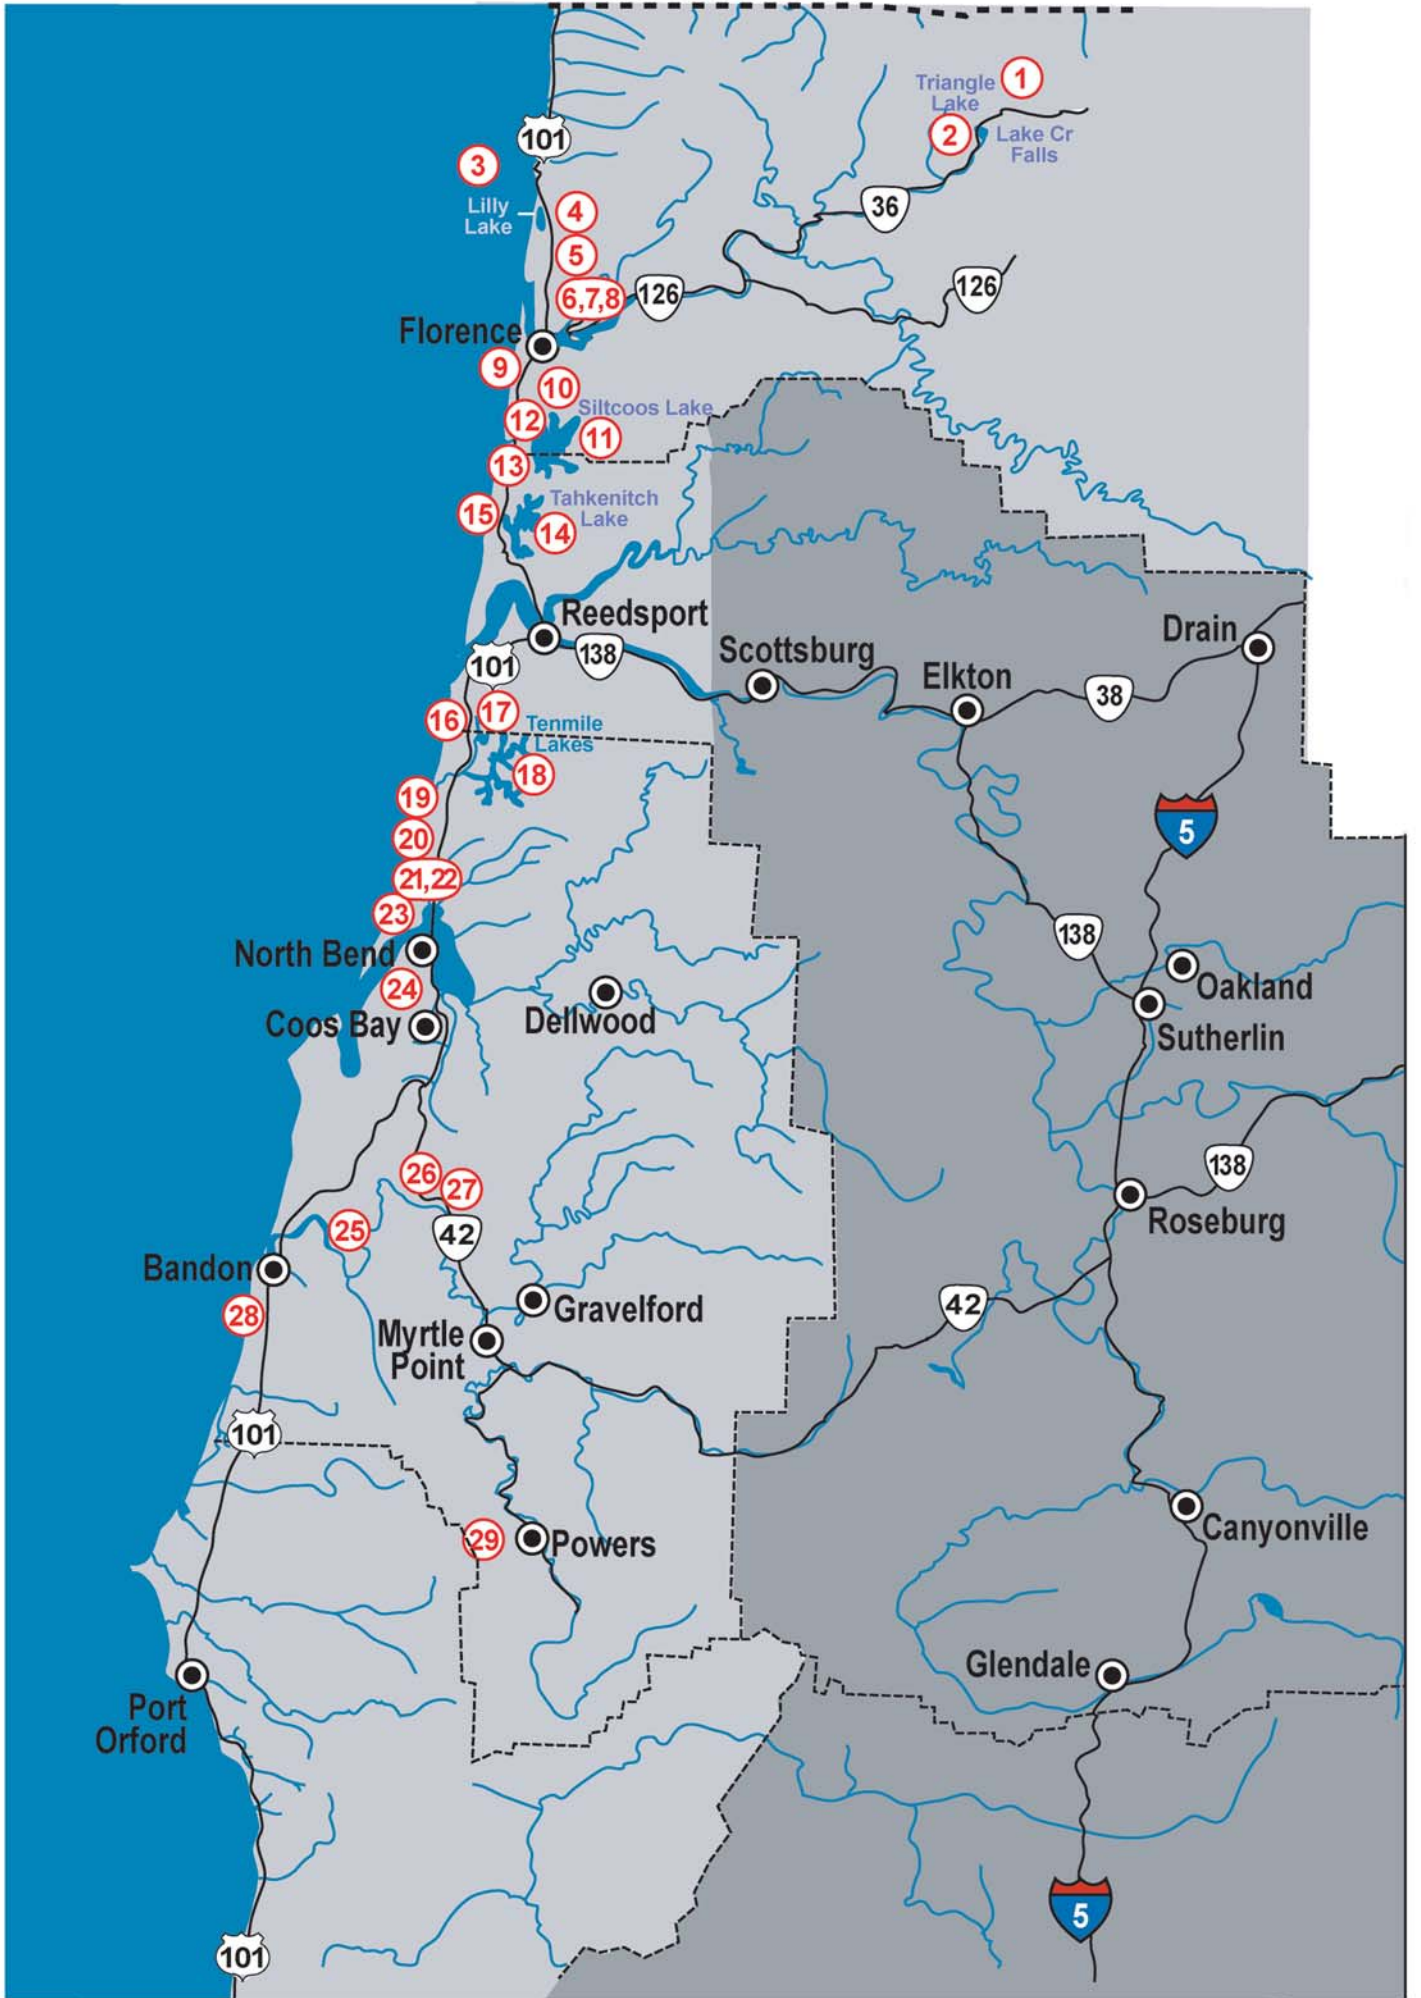 1
Triangle
Lake
2
Lake Cr
Falls
101
3
Lilly
Lake
4
36
5
6,7,8
126
126
Florence
9
10
Siltcoos Lake
12
11
13
Tahkenitch
Lake
15
14
Reedsport
101
138
Scottsburg
Drain
Elkton
38
16
17
Tenmile
Lakes
18
19
20
5
21,22
23
North Bend
138
24
Oakland
Coos Bay
Dellwood
Sutherlin
26
27
138
25
42
Roseburg
Bandon
28
Gravelford
42
Myrtle
Point
101
29
Powers
Canyonville
Glendale
Port
Orford
5
101